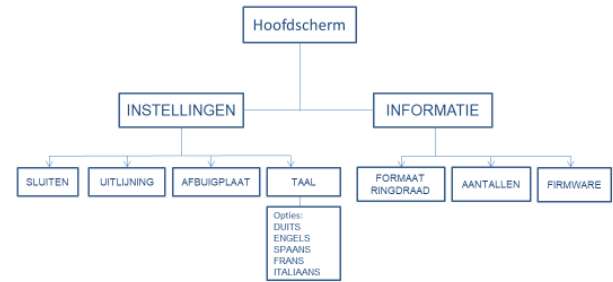 Hoofdscherm
INSTELLINGEN
INFORMATIE
SLUITEN
UITLIJNING
AFBUIGPLAAT
TAAL
FORMAAT
RINGDRAAD
AANTALLEN
FIRMWARE
Opties:
DUITS
ENGELS
SPAANS
FRANS
ITALIAANS